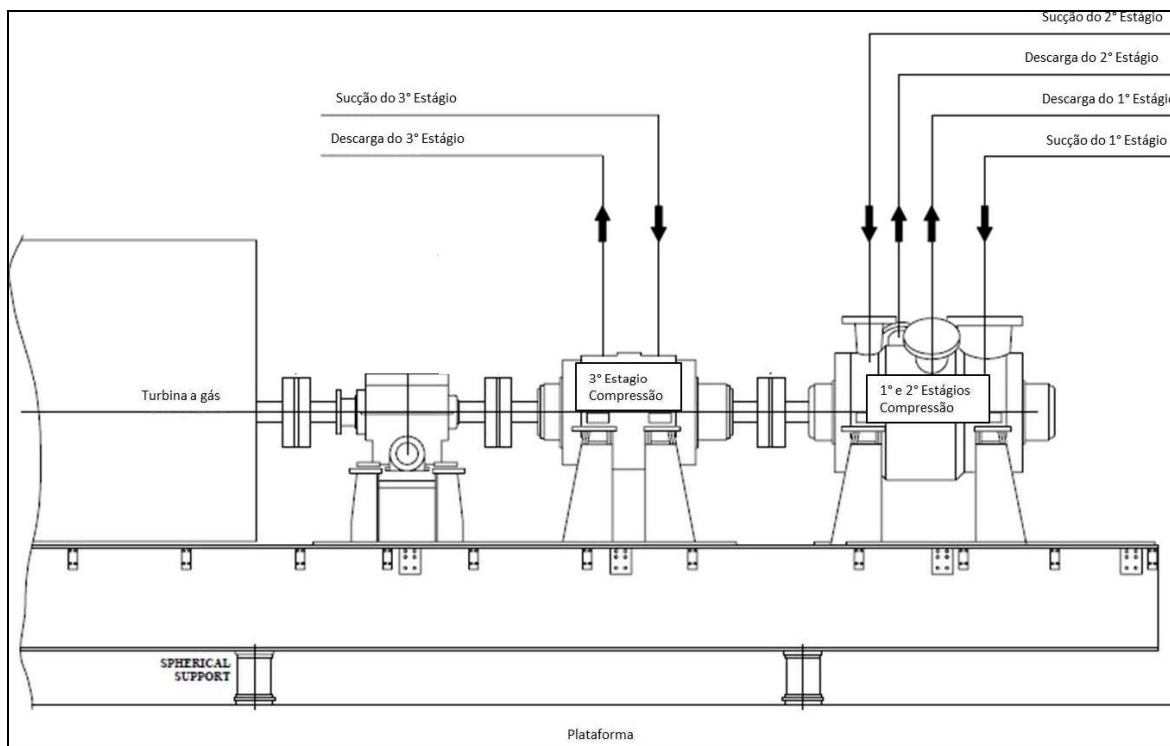 Sucção do 2° Estágio
Descarga do 2° Estágio
Sucção do 3° Estágio
Descarga do 1° Estágio
Descarga do 3° Estágio
Sucção do 1° Estágio
Turbina a gás
3° Estagio
Compressão
1° e 2° Estágios
Compressão
SPHERICAL
SUPPORT
Plataforma